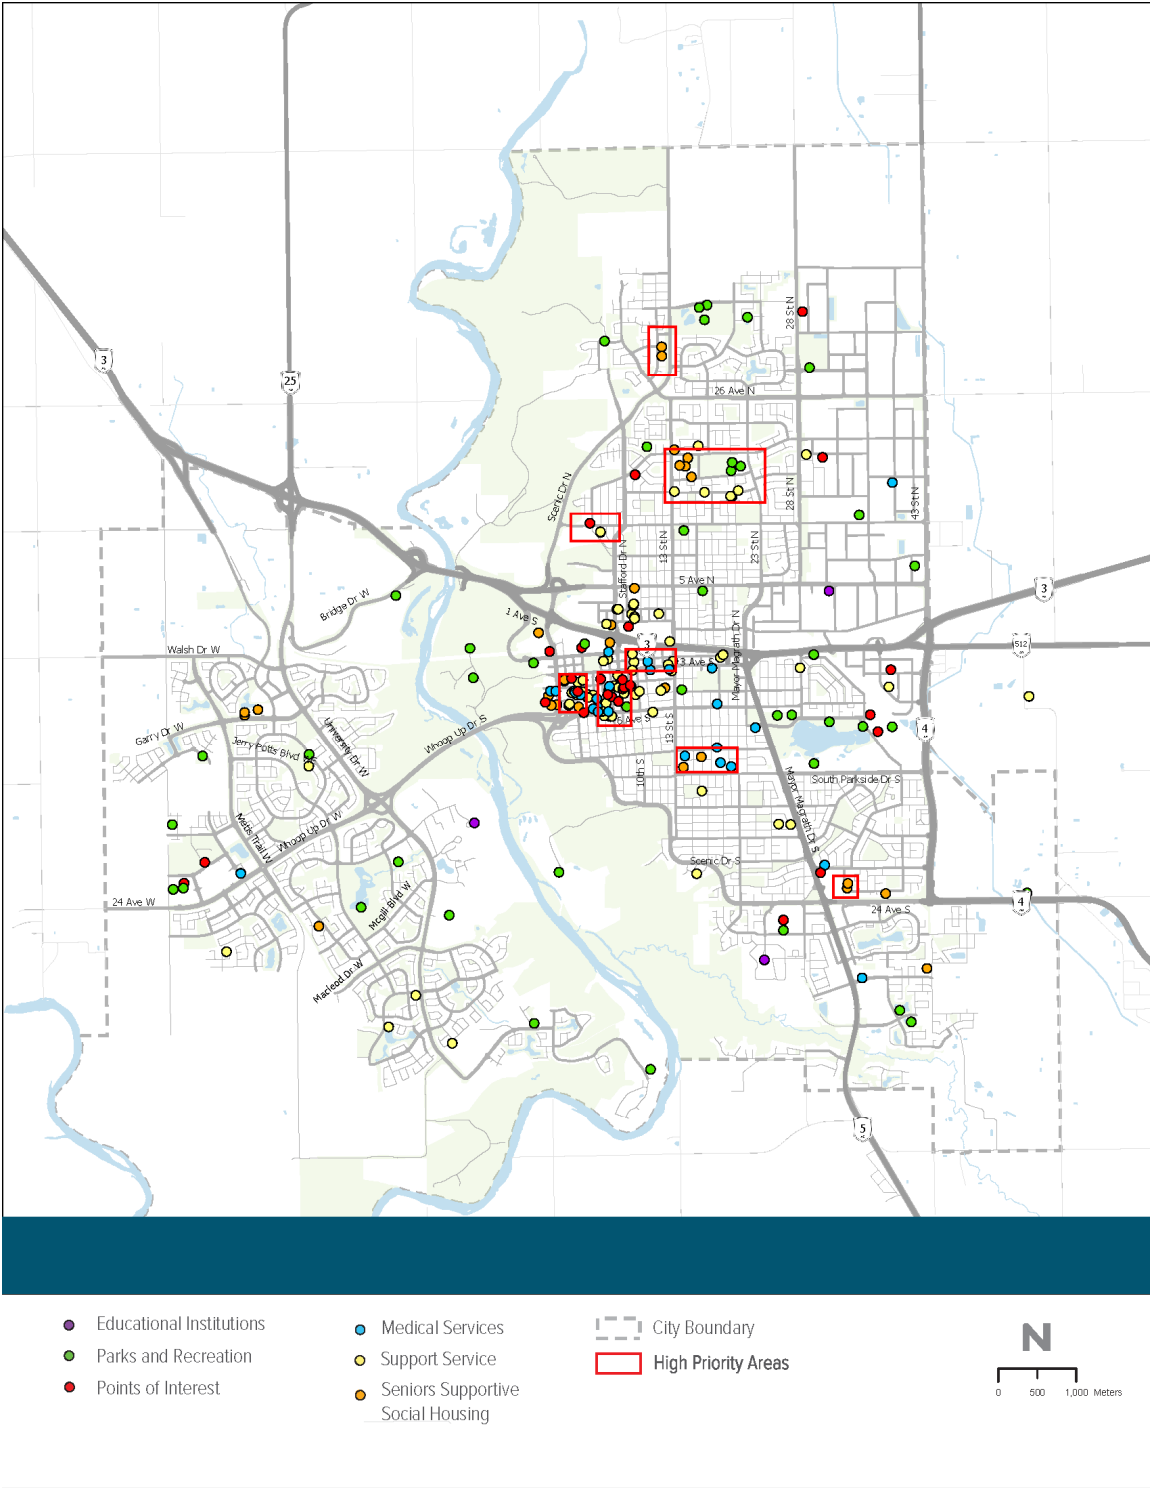 28 St N
3
25
26 Ave N
Scenic Dr N
28 St N
43 St N
13 St N
23 St N
Stafford Dr N
5 Ave N
3
Bridge Dr W
1 Ave S
Mayor Magrath Dr N
3
512
Walsh Dr W
3 Ave S
Garry Dr W
University Dr W
Whoop Up Dr S
6 Ave S
13 St S
4
Jerry Potts Blvd W
10th S
Mayor Magrath Dr S
South Parkside Dr S
Metis Trail W
Whoop Up Dr W
Scenic Dr S
24 Ave W
Mcgill Blvd W
24 Ave S
4
Macleod Dr W
5
Educational Institutions
Parks and Recreation
Points of Interest
Medical Services
Support Service
Seniors Supportive
Social Housing
City Boundary
High Priority Areas
N
0 500 1,000 Meters